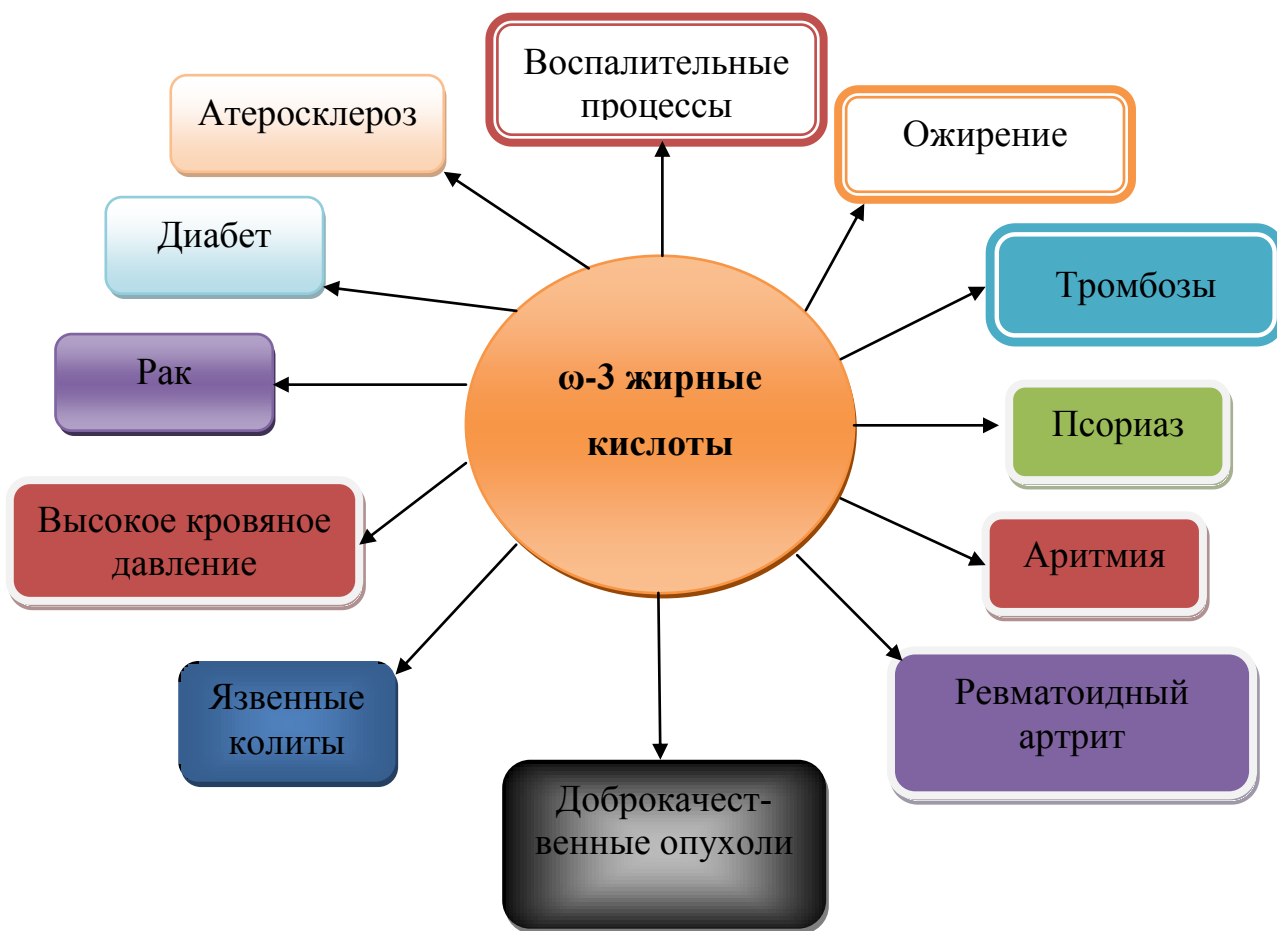 Воспалительные
процессы
Атеросклероз
Ожирение
Диабет
Тромбозы
Рак
ω-3 жирные
кислоты
Псориаз
Высокое кровяное
давление
Аритмия
Язвенные
колиты
Ревматоидный
артрит
Доброкачест-
венные опухоли